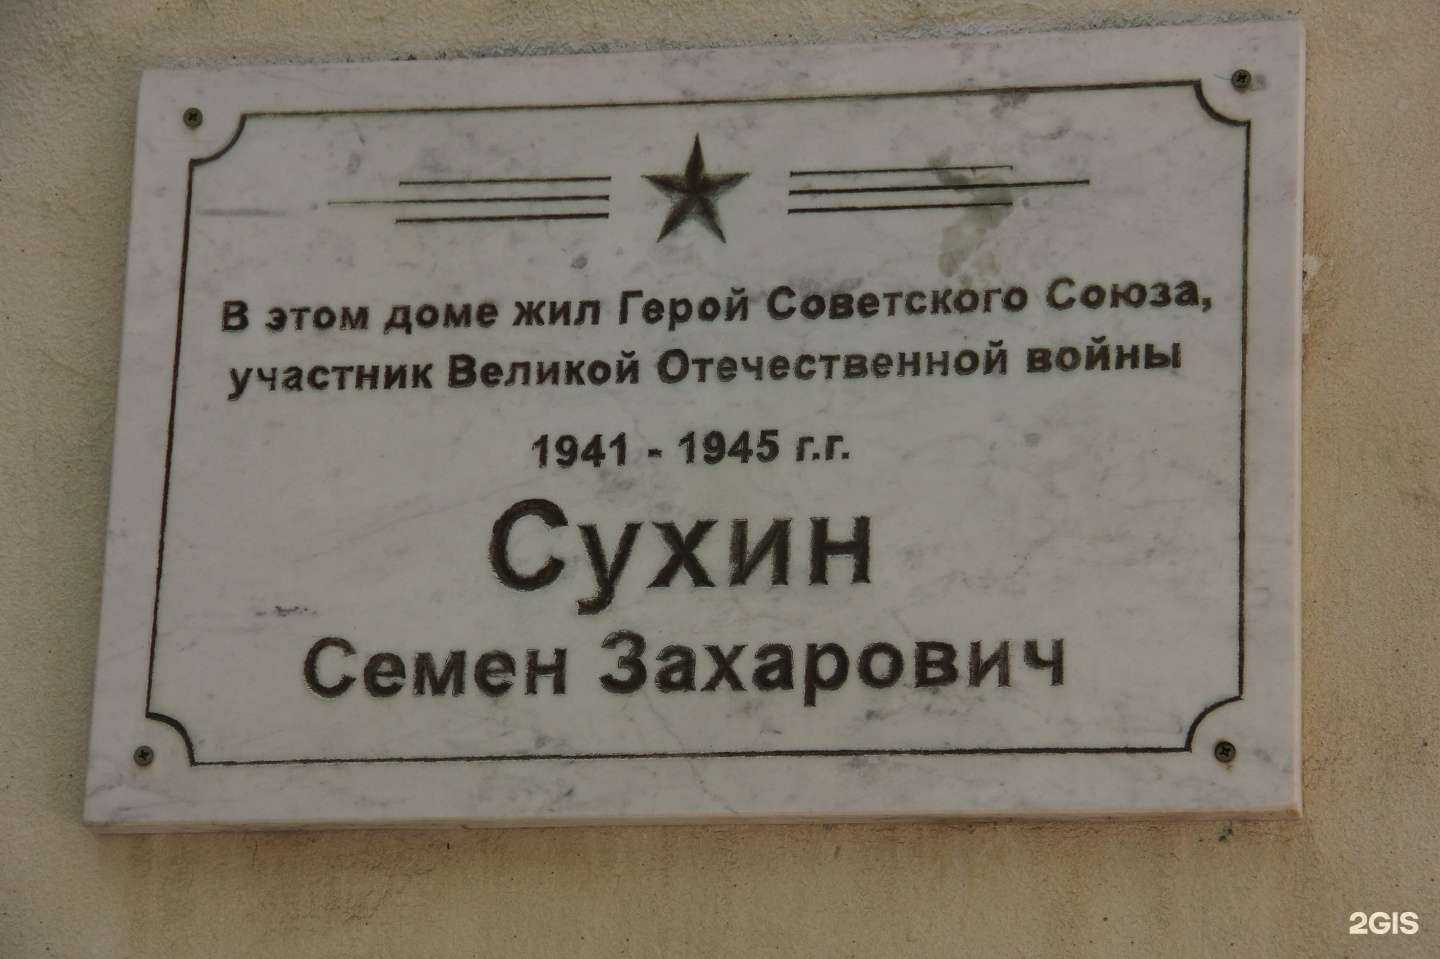 В этом доме жил Герой Советского Союза,
участник Великой Отечественной войны
1941 - 1945 г.г.
Сухин
Семен Захарович
2GIS